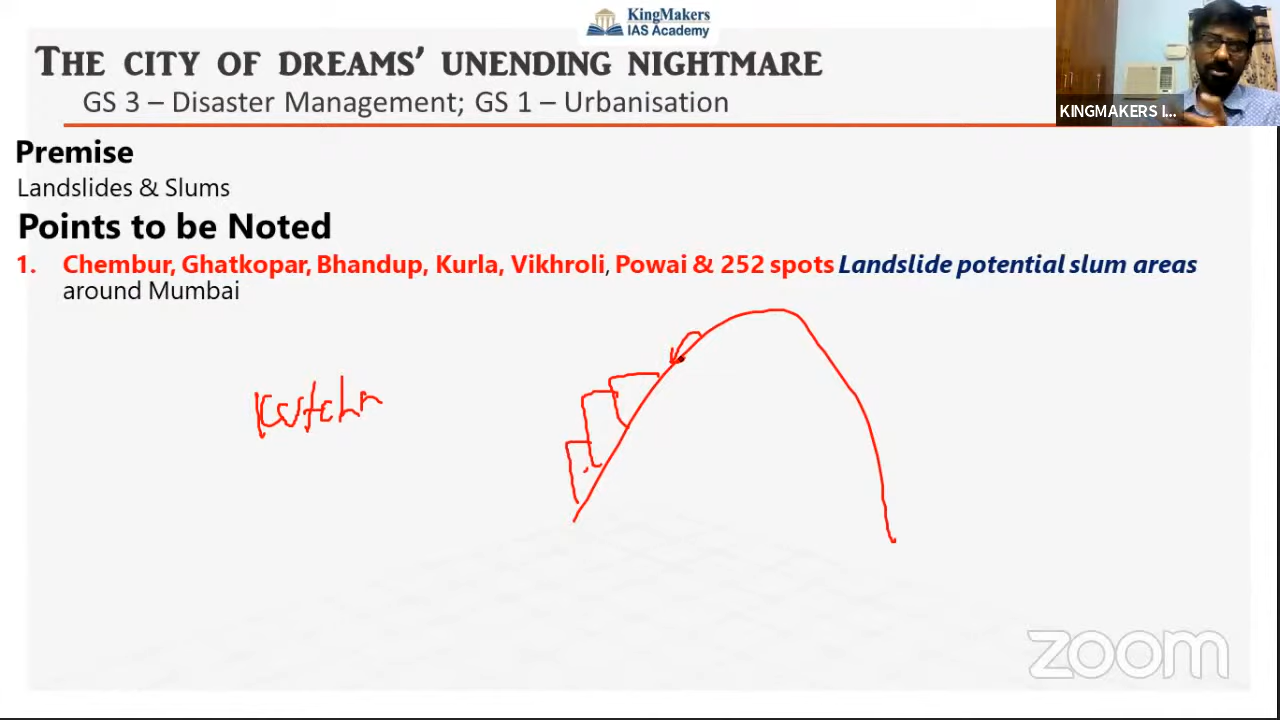 KingMakers
IAS Academy
THE CITY OF DREAMS' UNENDING NIGHTMARE
GS 3 – Disaster Management; GS 1 – Urbanisation
KINGMAKERS I...
Premise
Landslides & Slums
Points to be Noted
1. Chembur, Ghatkopar, Bhandup, Kurla, Vikhroli, Powai & 252 spots Landslide potential slum areas
around Mumbai
Kutcha
zoom